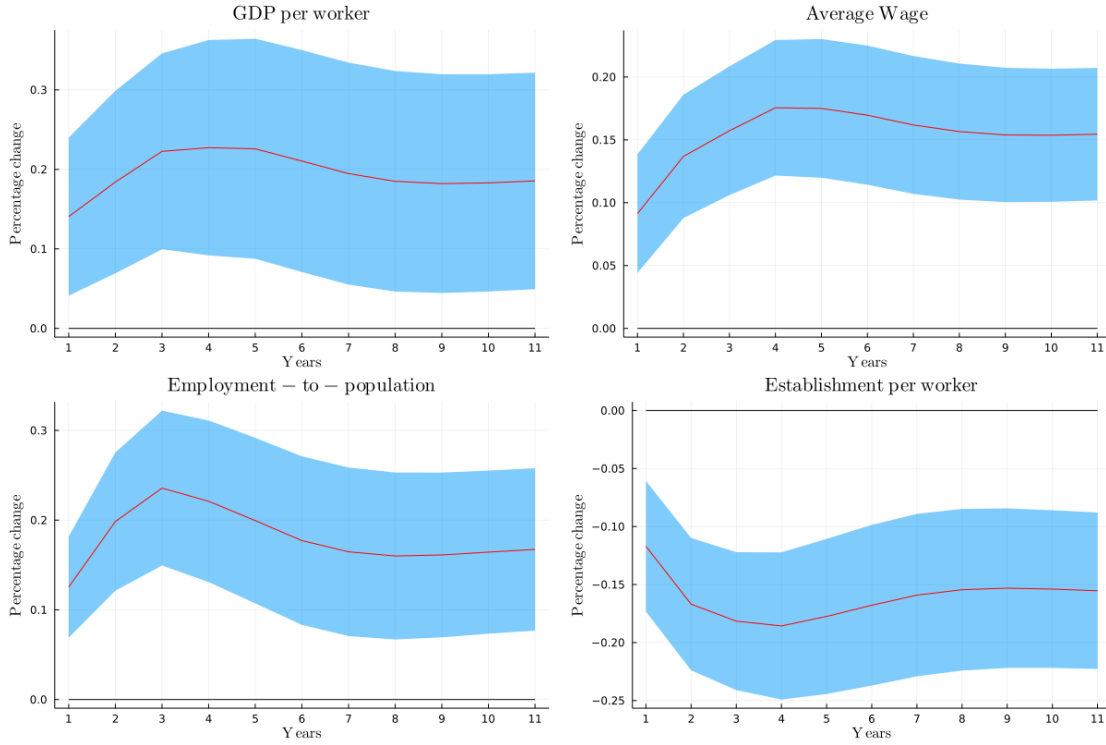 GDP per worker
Percentage change
0.3
0.2
0.1
0.0
1 2 3 4 5 6 7 8 9 10 11
Years
Average Wage
Percentage change
0.20
0.15
0.10
0.05
0.00
1 2 3 4 5 6 7 8 9 10 11
Years
Employment − to − population
Percentage change
0.3
0.2
0.1
0.0
1 2 3 4 5 6 7 8 9 10 11
Years
Establishment per worker
Percentage change
0.00
−0.05
−0.10
−0.15
−0.20
−0.25
1 2 3 4 5 6 7 8 9 10 11
Years